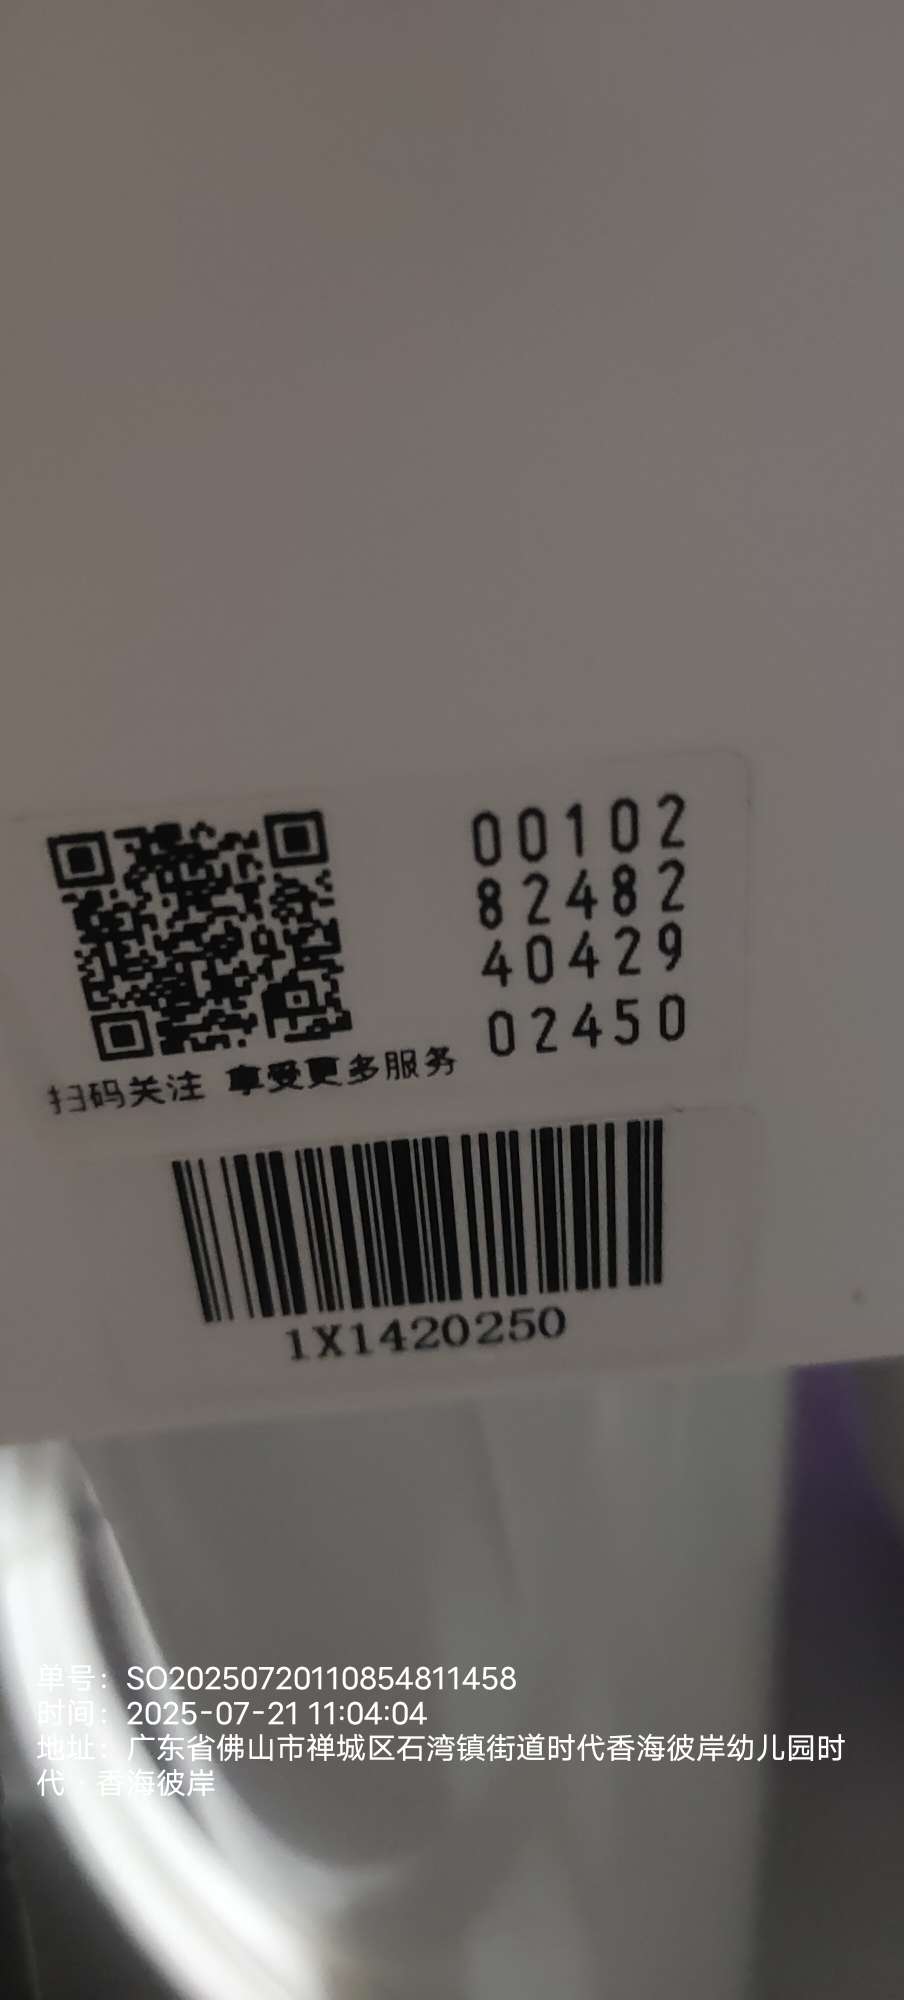 00102
82482
40429
02450
扫码关注 享受更多服务
1X1420250
单号：SO20250720110854811458
时间：2025-07-21 11:04:04
地址：广东省佛山市禅城区石湾镇街道时代香海彼岸幼儿园时
代·香海彼岸